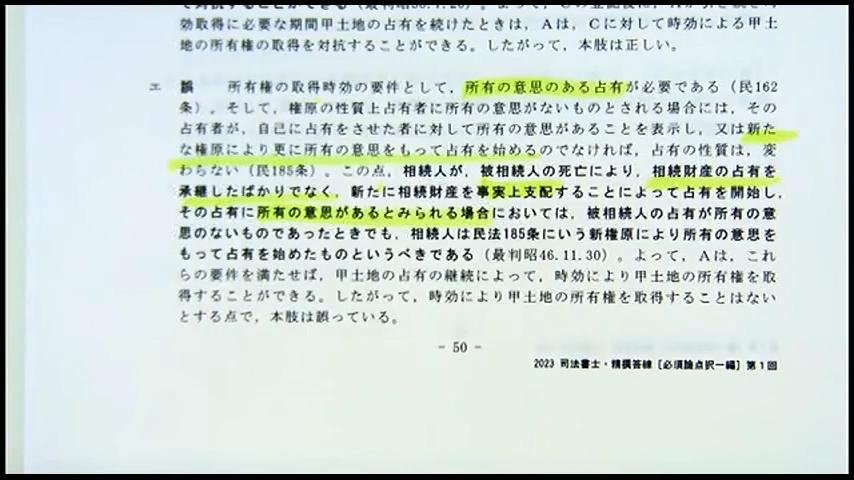 効取得に必要な期間甲土地の占有を続けたときは，Ａは，Ｃに対して時効による甲土
地の所有権の取得を対抗することができる。したがって，本肢は正しい。
エ 誤 所有権の取得時効の要件として，所有の意思のある占有が必要である（民162
条）。そして，権原の性質上占有者に所有の意思がないものとされる場合には，その
占有者が，自己に占有をさせた者に対して所有の意思があることを表示し，又は新た
な権原により更に所有の意思をもって占有を始めるのでなければ，占有の性質は，変
わらない（民185条）。この点，相続人が，被相続人の死亡により，相続財産の占有を
承継したばかりでなく，新たに相続財産を事実上支配することによって占有を開始し，
その占有に所有の意思があるとみられる場合においては，被相続人の占有が所有の意
思のないものであったときでも，相続人は民法185条にいう新権原により所有の意思を
もって占有を始めたものというべきである（最判昭46.11.30）。よって，Ａは，これ
らの要件を満たせば，甲土地の占有の継続によって，時効により甲土地の所有権を取
得することができる。したがって，時効により甲土地の所有権を取得することはない
とする点で，本肢は誤っている。
- 50 -
2023 司法書士・精撰答練［必須論点択一編］第１回